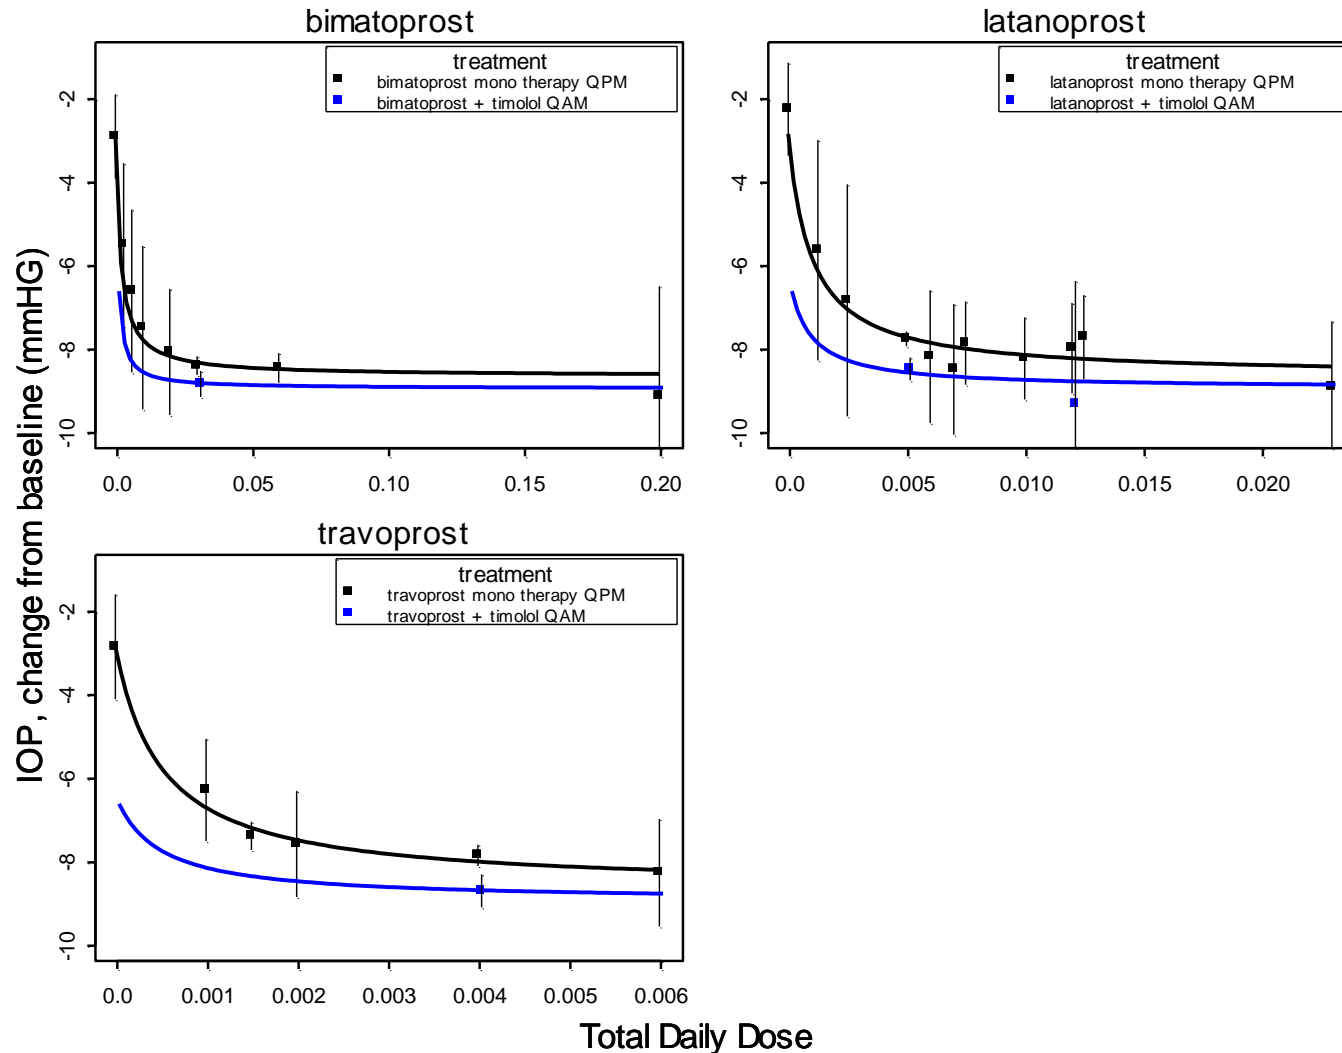 bimatoprost
treatment
bimatoprost mono therapy QPM
bimatoprost + timolol QAM
-2
-4
-6
-8
-10
0.0 0.05 0.10 0.15 0.20
latanoprost
treatment
latanoprost mono therapy QPM
latanoprost + timolol QAM
-2
-4
-6
-8
-10
0.0 0.005 0.010 0.015 0.020
IOP, change from baseline (mmHG)
travoprost
treatment
travoprost mono therapy QPM
travoprost + timolol QAM
-2
-4
-6
-8
-10
0.0 0.001 0.002 0.003 0.004 0.005 0.006
Total Daily Dose